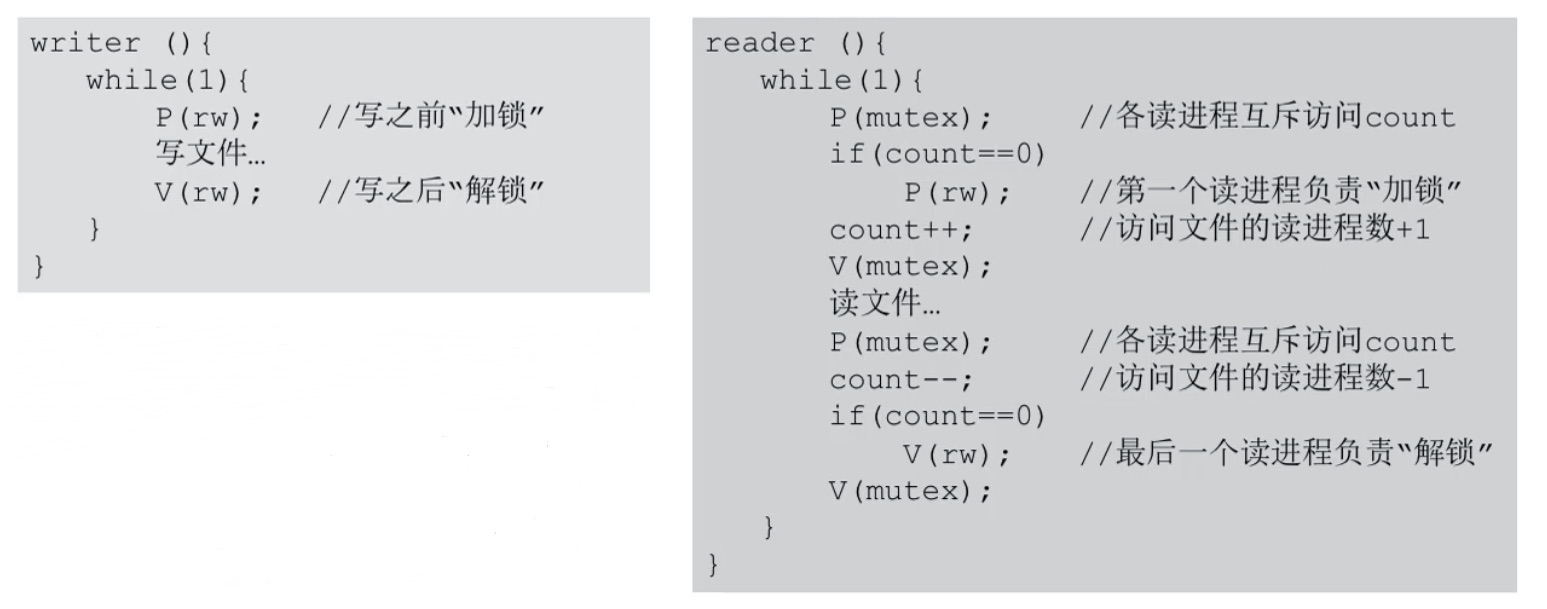 writer (){
while(1){
P(rw); //写之前“加锁”
写文件…
V(rw); //写之后“解锁”
}
}
reader (){
while(1){
P(mutex); //各读进程互斥访问count
if(count==0)
P(rw); //第一个读进程负责“加锁”
count++; //访问文件的读进程数+1
V(mutex);
读文件…
P(mutex); //各读进程互斥访问count
count--; //访问文件的读进程数-1
if(count==0)
V(rw); //最后一个读进程负责“解锁”
V(mutex);
}
}